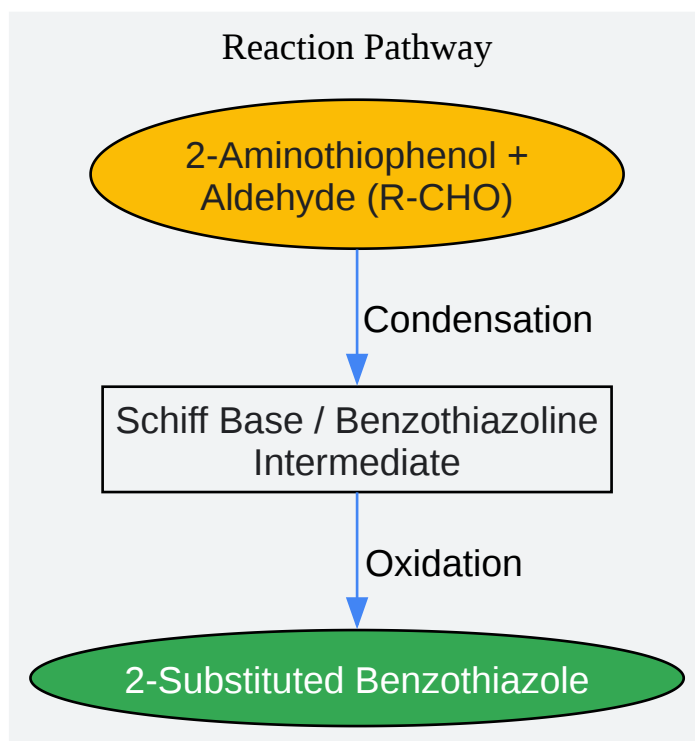 Reaction Pathway
2-Aminothiophenol +
Aldehyde (R-CHO)
Condensation
Schiff Base / Benzothiazoline
Intermediate
Oxidation
2-Substituted Benzothiazole